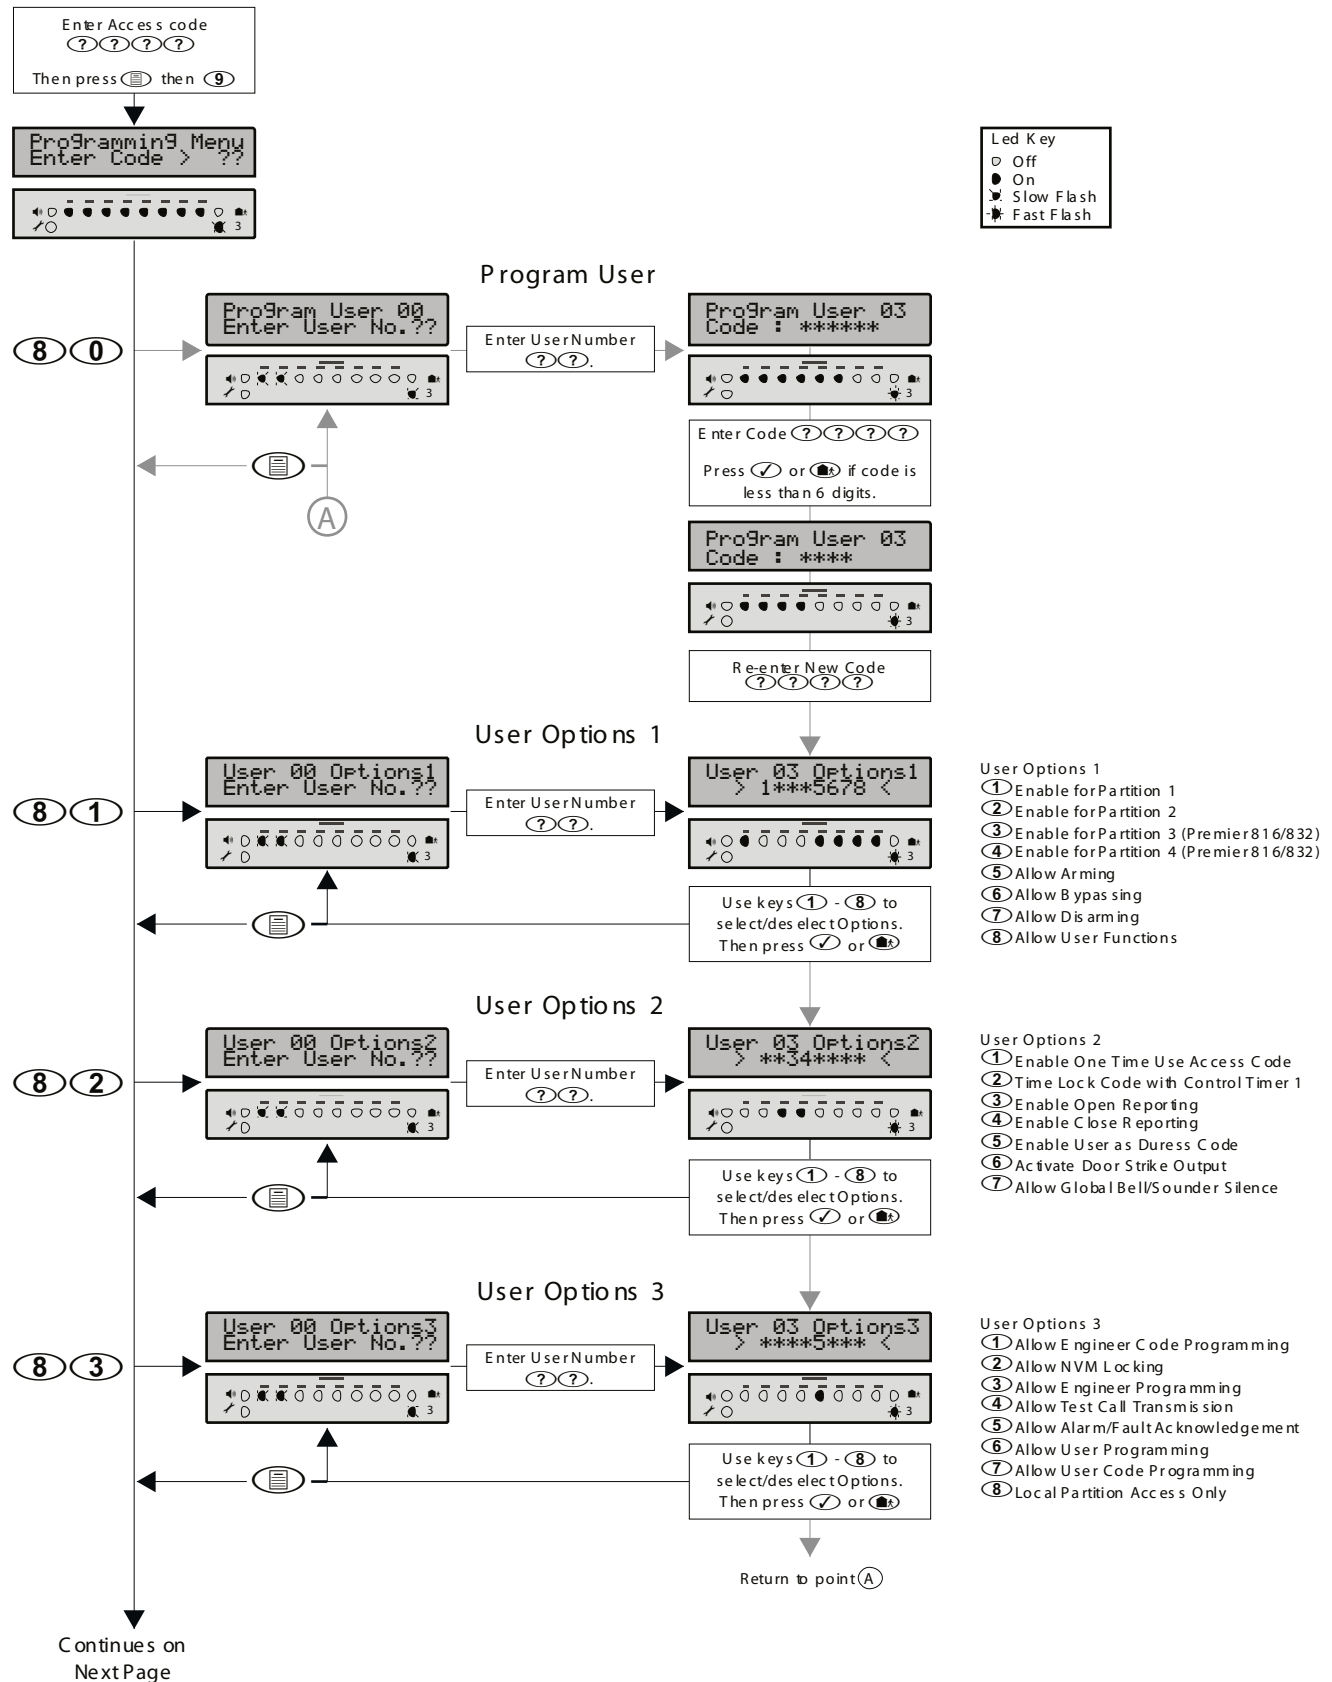 Enter Access code
? ? ? ?
Then press then 9
Programming Menu
Enter Code > ??
3
Led Key
Off
On
Slow Flash
Fast Flash
Program User
8 0
Program User 00
Enter User No.??
3
Enter User Number
? ?.
Program User 03
Code : ******
3
Enter Code ? ? ? ?
Press ✓ or if code is
less than 6 digits.
A
Program User 03
Code : ****
3
Re-enter New Code
? ? ? ?
User Options 1
8 1
User 00 Options1
Enter User No.??
3
Enter User Number
? ?.
User 03 Options1
> 1***5678 <
3
Use keys 1 - 8 to
select/deselect Options.
Then press ✓ or
User Options 1
1 Enable for Partition 1
2 Enable for Partition 2
3 Enable for Partition 3 (Premier 816/832)
4 Enable for Partition 4 (Premier 816/832)
5 Allow Arming
6 Allow Bypassing
7 Allow Disarming
8 Allow User Functions
User Options 2
8 2
User 00 Options2
Enter User No.??
3
Enter User Number
? ?.
User 03 Options2
> **34**** <
3
Use keys 1 - 8 to
select/deselect Options.
Then press ✓ or
User Options 2
1 Enable One Time Use Access Code
2 Time Lock Code with Control Timer 1
3 Enable Open Reporting
4 Enable Close Reporting
5 Enable User as Duress Code
6 Activate Door Strike Output
7 Allow Global Bell/Sounder Silence
User Options 3
8 3
User 00 Options3
Enter User No.??
3
Enter User Number
? ?.
User 03 Options3
> ****5*** <
3
Use keys 1 - 8 to
select/deselect Options.
Then press ✓ or
User Options 3
1 Allow Engineer Code Programming
2 Allow NVM Locking
3 Allow Engineer Programming
4 Allow Test Call Transmission
5 Allow Alarm/Fault Acknowledgement
6 Allow User Programming
7 Allow User Code Programming
8 Local Partition Access Only
Return to point A
Continues on
Next Page